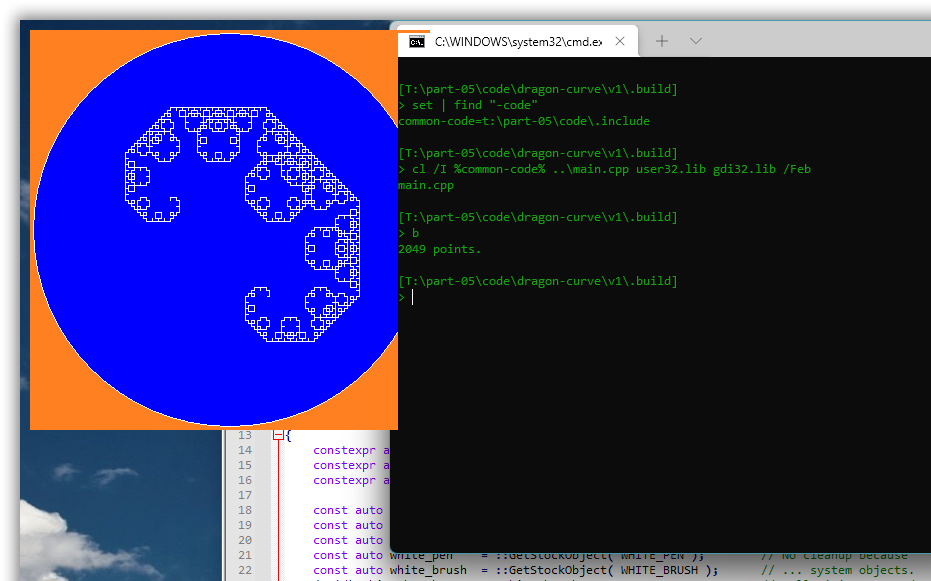 C:\WINDOWS\system32\cmd.ex
[T:\part-05\code\dragon-curve\v1\.build]
> set | find "-code"
common-code=t:\part-05\code\.include
[T:\part-05\code\dragon-curve\v1\.build]
> cl /I %common-code% ..\main.cpp user32.lib gdi32.lib /Feb
main.cpp
[T:\part-05\code\dragon-curve\v1\.build]
> b
2049 points.
[T:\part-05\code\dragon-curve\v1\.build]
>
13 {
14 constexpr a
15 constexpr a
16 constexpr a
17
18 const auto
19 const auto
20 const auto
21 const auto white_pen = ::GetStockObject( WHITE_PEN ); // No cleanup because
22 const auto white_brush = ::GetStockObject( WHITE_BRUSH ); // ... system objects.